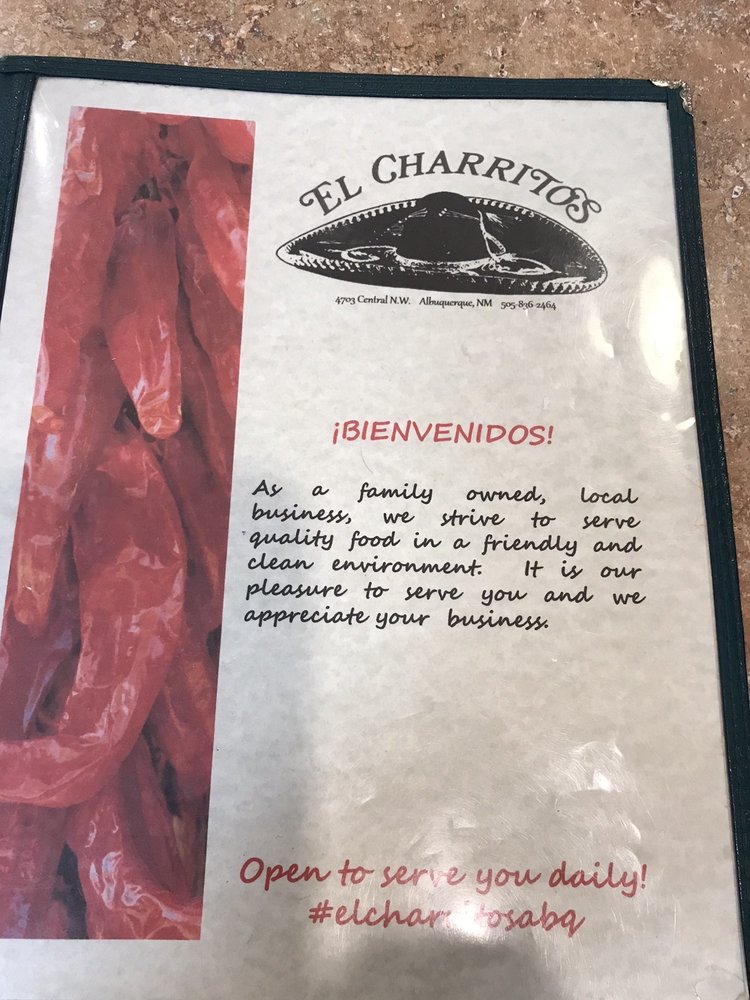 EL CHARRITOS
4703 Central N.W. Albuquerque, NM 505-836-2464
¡BIENVENIDOS!
As a family owned, local
business, we strive to serve
quality food in a friendly and
clean environment. It is our
pleasure to serve you and we
appreciate your business.
Open to serve you daily!
#elcharritosabq